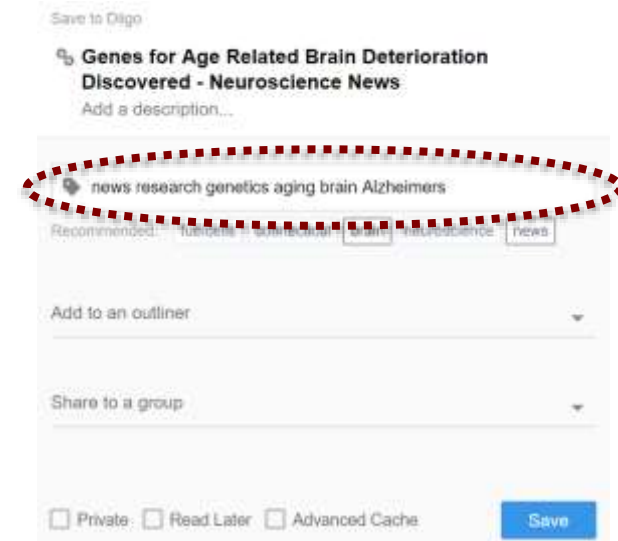 Save to Diigo
Genes for Age Related Brain Deterioration
Discovered - Neuroscience News
Add a description...
news research genetics aging brain Alzheimers
Recommended: brain neuroscience news
Add to an outliner
Share to a group
Private Read Later Advanced Cache Save